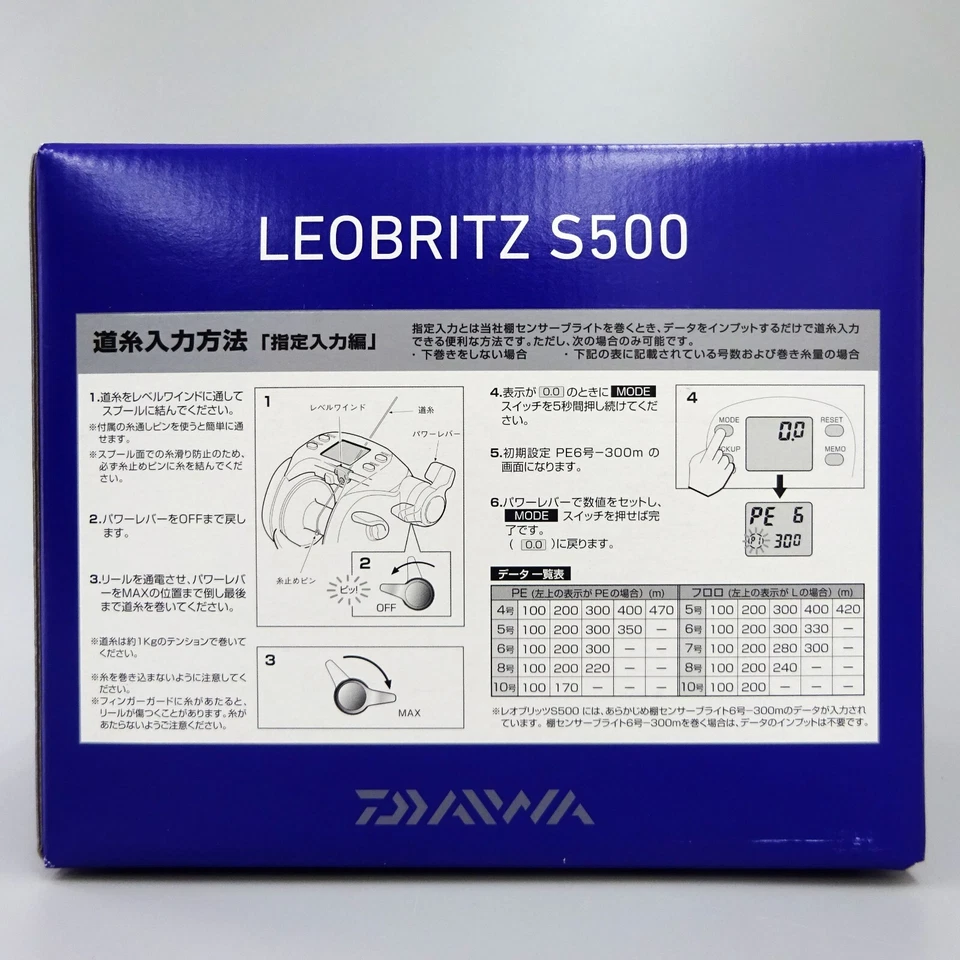 LEOBRITZ S500
道糸入力方法「指定入力編」
指定入力とは当社棚センサーブライトを巻くとき、データをインプットするだけで道糸入力
できる便利な方法です。ただし、次の場合のみ可能です。
・下巻きをしない場合　・下記の表に記載されている号数および巻き糸量の場合
1.道糸をレベルワインドに通して
スプールに結んでください。
※付属の糸通しピンを使うと簡単に通
せます。
※スプール面での糸滑り防止のため、
必ず糸止めピンに糸を結んでくだ
さい。
2.パワーレバーをOFFまで戻し
ます。
3.リールを通電させ、パワーレバ
ーをMAXの位置まで倒し最後
まで道糸を巻いてください。
※道糸は約1Kgのテンションで巻いて
ください。
※糸を巻き込まないように注意してく
ださい。
※フィンガーガードに糸があたると、
リールが傷つくことがあります。糸が
あたらないようご注意ください。
1
レベルワインド
道糸
パワーレバー
糸止めピン
2
ピッ!
OFF
3
MAX
4.表示が 0.0 のときに MODE
スイッチを5秒間押し続けてくだ
さい。
5.初期設定 PE6号-300m の
画面になります。
6.パワーレバーで数値をセットし、
MODE スイッチを押せば完
了です。
( 0.0 )に戻ります。
4
MODE
0.0
RESET
CKUP
MEMO
PE 6
300
データ一覧表
PE (左上の表示がPEの場合) (m) フロロ (左上の表示がLの場合) (m)
4号 100 200 300 400 470 5号 100 200 300 400 420
5号 100 200 300 350 － 6号 100 200 300 330 －
6号 100 200 300 － － 7号 100 200 280 300 －
8号 100 200 220 － － 8号 100 200 240 － －
10号 100 170 － － － 10号 100 200 － － －
※レオブリッツS500 には、あらかじめ棚センサーブライト6号-300mのデータが入力され
ています。棚センサーブライト6号-300mを巻く場合は、データのインプットは不要です。
DAIWA